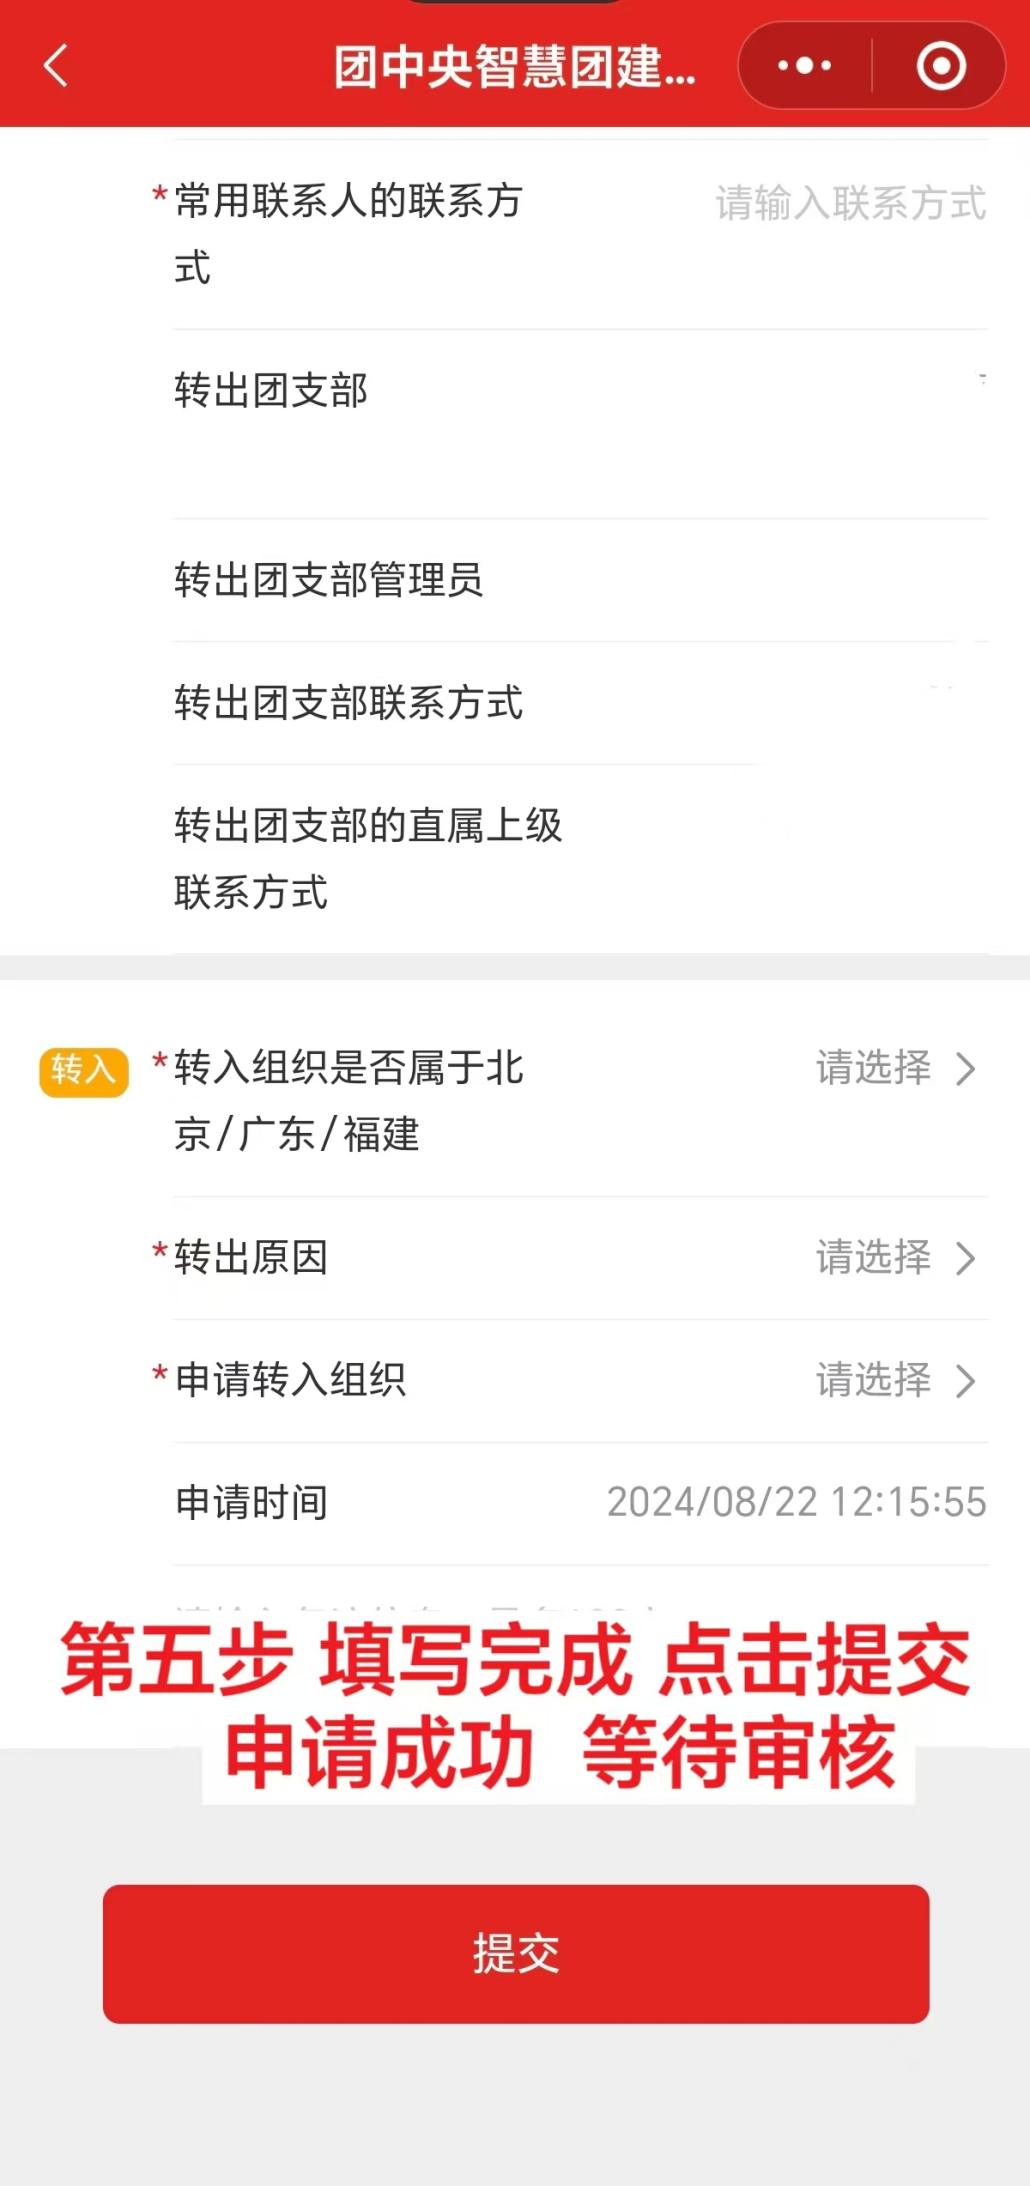 团中央智慧团建...
*常用联系人的联系方 请输入联系方式
式
转出团支部
转出团支部管理员
转出团支部联系方式
转出团支部的直属上级
联系方式
转入 *转入组织是否属于北 请选择
京/广东/福建
*转出原因 请选择
*申请转入组织 请选择
申请时间 2024/08/22 12:15:55
第五步 填写完成 点击提交
申请成功 等待审核
提交